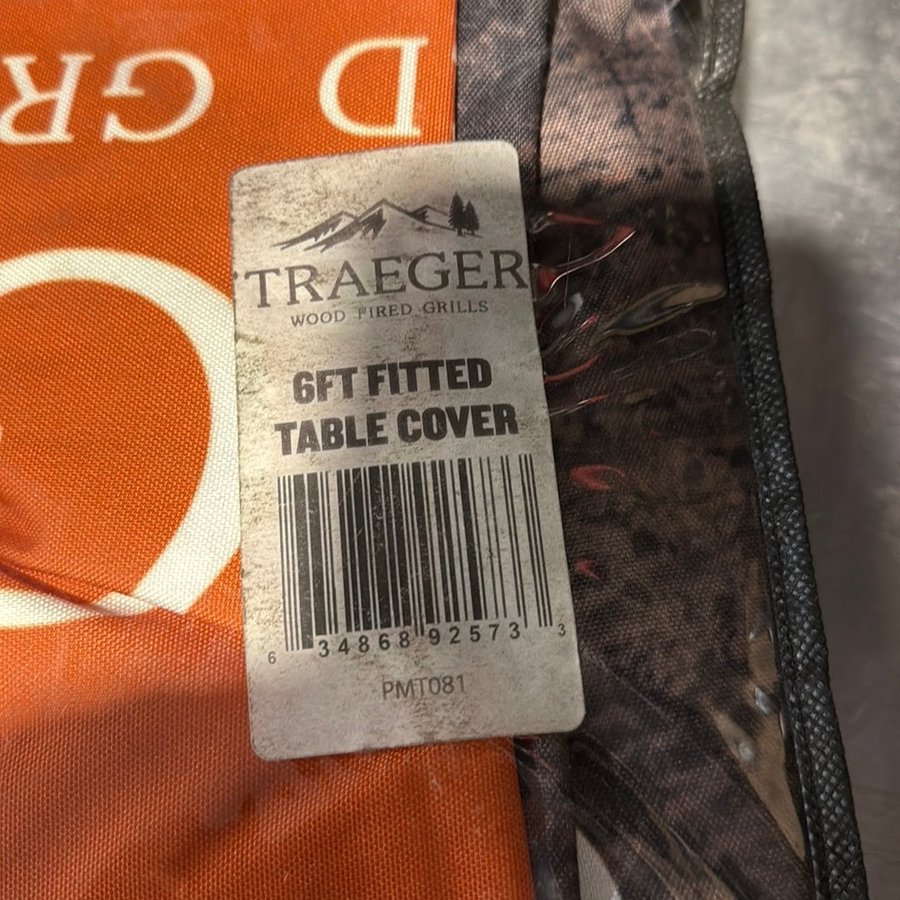 D GR
TRAEGER
WOOD FIRED GRILLS
6FT FITTED
TABLE COVER
6 34868 92573 3
PMT081